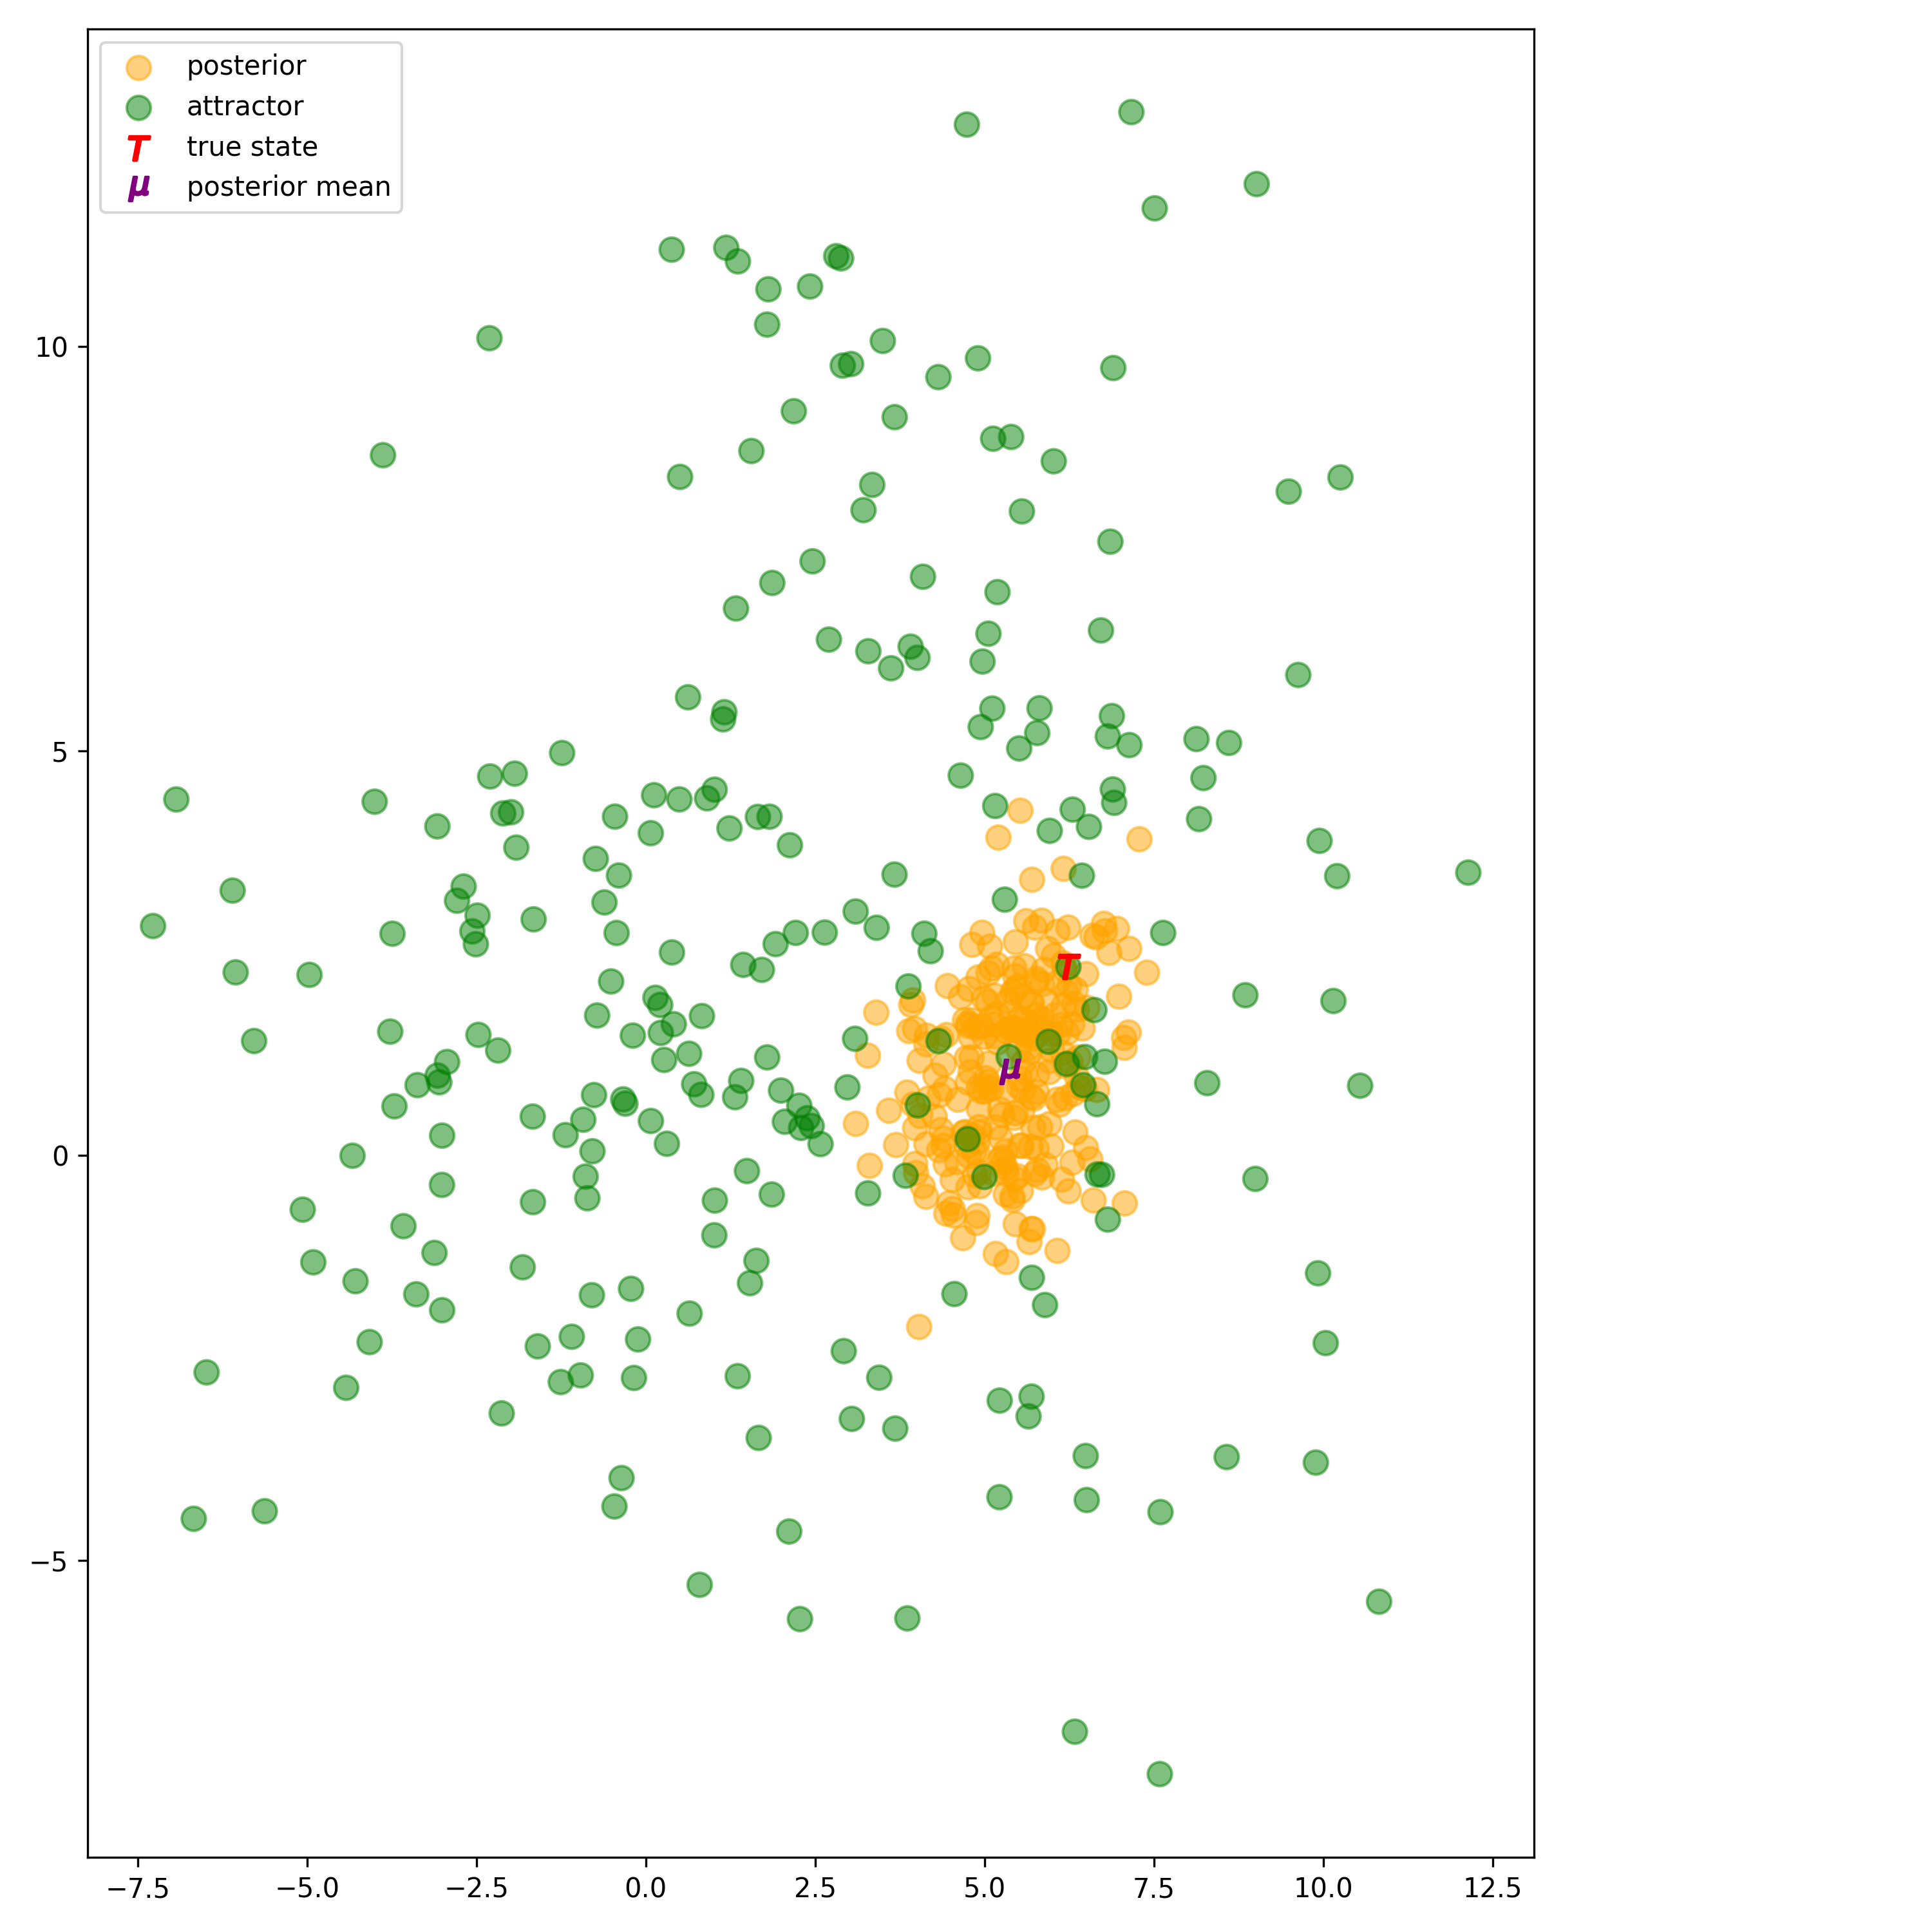 posterior
attractor
T true state
μ posterior mean
10
5
0
−5
T
μ
−7.5 −5.0 −2.5 0.0 2.5 5.0 7.5 10.0 12.5